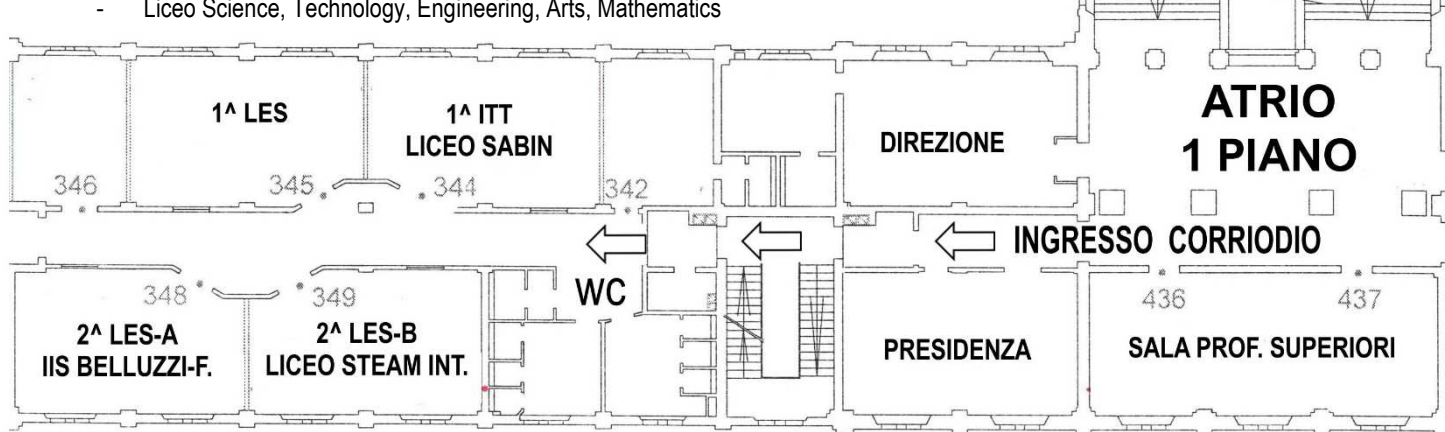 - Liceo Science, Technology, Engineering, Arts, Mathematics
1^ LES
1^ ITT
LICEO SABIN
DIREZIONE
ATRIO
1 PIANO
346
345
344
342
INGRESSO CORRIODIO
WC
348
349
436
437
2^ LES-A
IIS BELLUZZI-F.
2^ LES-B
LICEO STEAM INT.
PRESIDENZA
SALA PROF. SUPERIORI